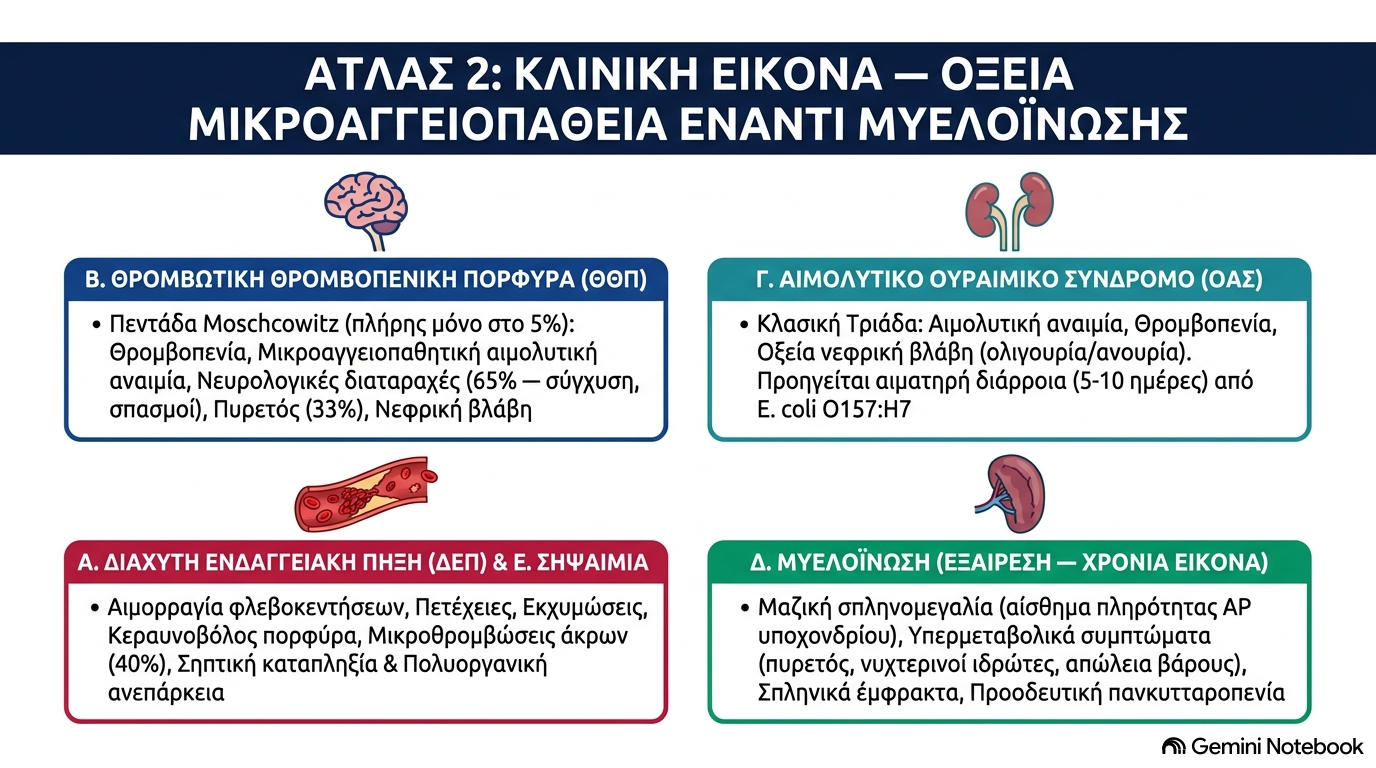 ΑΤΛΑΣ 2: ΚΛΙΝΙΚΗ ΕΙΚΟΝΑ — ΟΞΕΙΑ
ΜΙΚΡΟΑΓΓΕΙΟΠΑΘΕΙΑ ΕΝΑΝΤΙ ΜΥΕΛΟΪΝΩΣΗΣ
Β. ΘΡΟΜΒΩΤΙΚΗ ΘΡΟΜΒΟΠΕΝΙΚΗ ΠΟΡΦΥΡΑ (ΘΘΠ)
• Πεντάδα Moschcowitz (πλήρης μόνο στο 5%):
Θρομβοπενία, Μικροαγγειοπαθητική αιμολυτική
αναιμία, Νευρολογικές διαταραχές (65% — σύγχυση,
σπασμοί), Πυρετός (33%), Νεφρική βλάβη
Γ. ΑΙΜΟΛΥΤΙΚΟ ΟΥΡΑΙΜΙΚΟ ΣΥΝΔΡΟΜΟ (ΟΑΣ)
• Κλασική Τριάδα: Αιμολυτική αναιμία, Θρομβοπενία,
Οξεία νεφρική βλάβη (ολιγουρία/ανουρία).
Προηγείται αιματηρή διάρροια (5-10 ημέρες) από
E. coli O157:H7
Α. ΔΙΑΧΥΤΗ ΕΝΔΑΓΓΕΙΑΚΗ ΠΗΞΗ (ΔΕΠ) & Ε. ΣΗΨΑΙΜΙΑ
• Αιμορραγία φλεβοκεντήσεων, Πετέχειες, Εκχυμώσεις,
Κεραυνοβόλος πορφύρα, Μικροθρομβώσεις άκρων
(40%), Σηπτική καταπληξία & Πολυοργανική
ανεπάρκεια
Δ. ΜΥΕΛΟΪΝΩΣΗ (ΕΞΑΙΡΕΣΗ — ΧΡΟΝΙΑ ΕΙΚΟΝΑ)
• Μαζική σπληνομεγαλία (αίσθημα πληρότητας ΑΡ
υποχονδρίου), Υπερμεταβολικά συμπτώματα
(πυρετός, νυχτερινοί ιδρώτες, απώλεια βάρους),
Σπληνικά έμφρακτα, Προοδευτική πανκυτταροπενία
Gemini Notebook